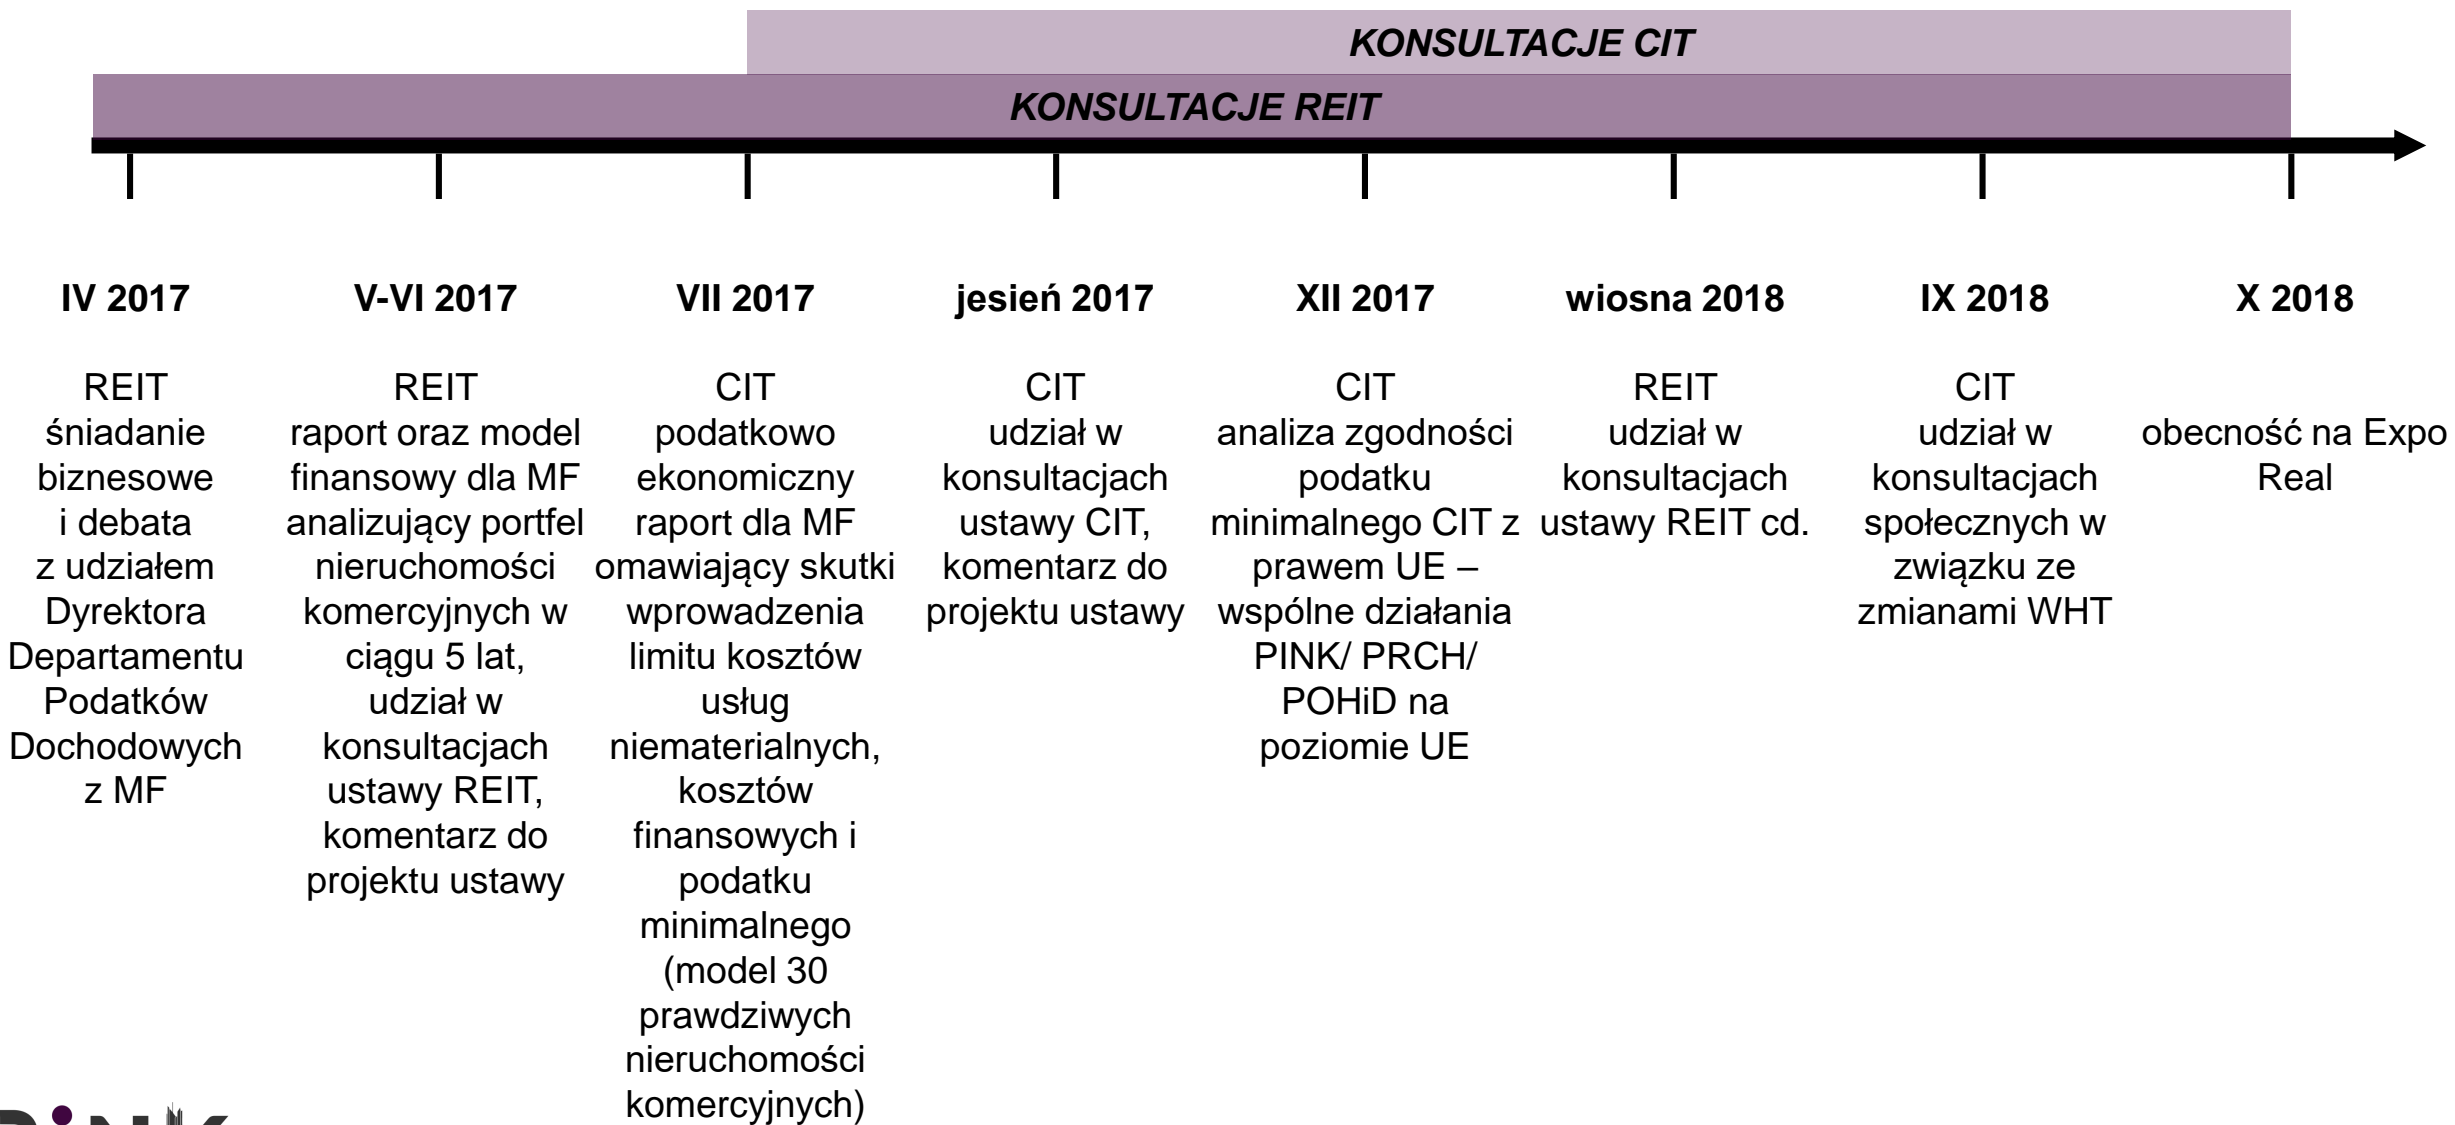 KONSULTACJE CIT
KONSULTACJE REIT
IV 2017
REIT
śniadanie
biznesowe
i debata
z udziałem
Dyrektora
Departamentu
Podatków
Dochodowych
z MF
V-VI 2017
REIT
raport oraz model
finansowy dla MF
analizujący portfel
nieruchomości
komercyjnych w
ciągu 5 lat,
udział w
konsultacjach
ustawy REIT,
komentarz do
projektu ustawy
VII 2017
CIT
podatkowo
ekonomiczny
raport dla MF
omawiający skutki
wprowadzenia
limitu kosztów
usług
niematerialnych,
kosztów
finansowych i
podatku
minimalnego
(model 30
prawdziwych
nieruchomości
komercyjnych)
jesień 2017
CIT
udział w
konsultacjach
ustawy CIT,
komentarz do
projektu ustawy
XII 2017
CIT
analiza zgodności
podatku
minimalnego CIT z
prawem UE –
wspólne działania
PINK/ PRCH/
POHiD na
poziomie UE
wiosna 2018
REIT
udział w
konsultacjach
ustawy REIT cd.
IX 2018
CIT
udział w
konsultacjach
społecznych w
związku ze
zmianami WHT
X 2018
obecność na Expo
Real